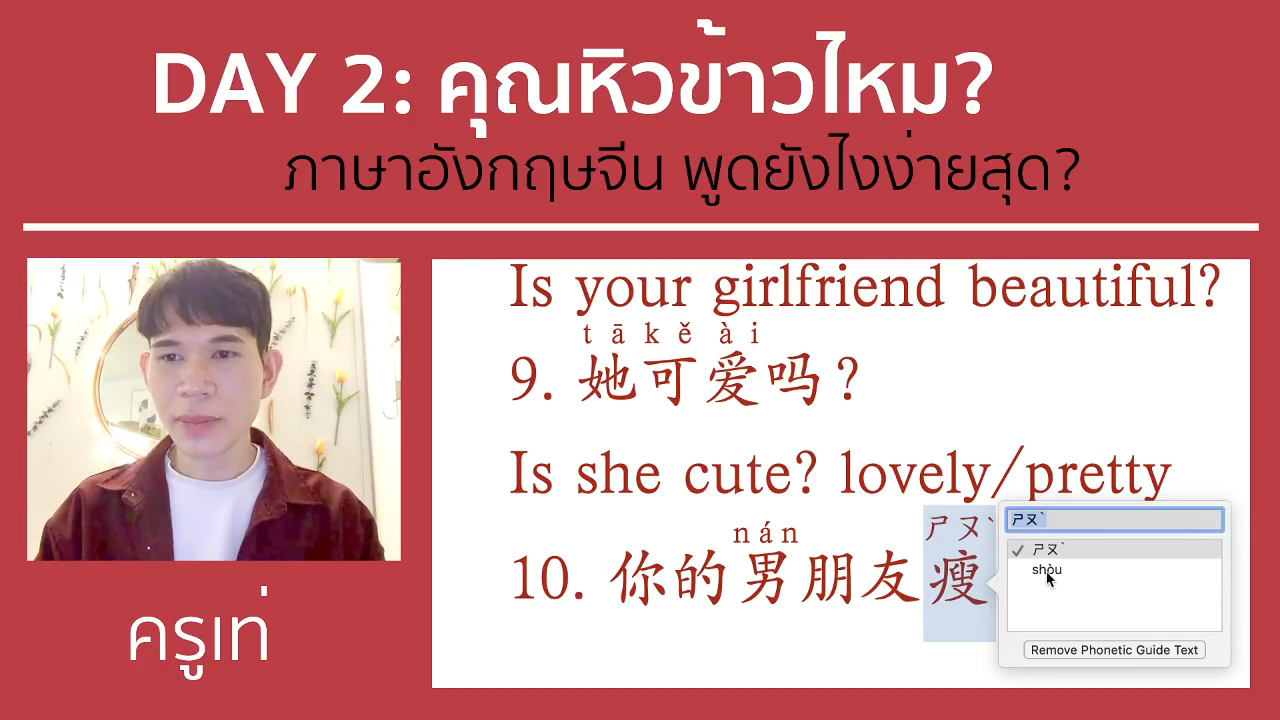 DAY 2: คุณหิวข้าวไหม?
ภาษาอังกฤษจีน พูดยังไงง่ายสุด?
Is your girlfriend beautiful?
tā kě ài
9. 她可爱吗？
Is she cute? lovely/pretty
nán ㄕㄡˋ
10. 你的男朋友瘦
ㄕㄡˋ
✓ ㄕㄡˋ
shòu
Remove Phonetic Guide Text
ครูเท่